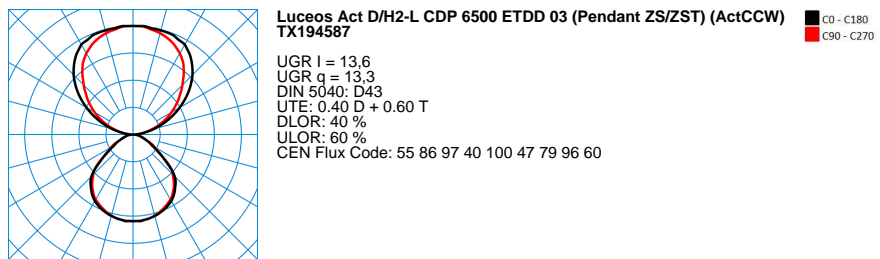 Luceos Act D/H2-L CDP 6500 ETDD 03 (Pendant ZS/ZST) (ActCCW)
TX194587
C0 - C180
C90 - C270
UGR l = 13,6
UGR q = 13,3
DIN 5040: D43
UTE: 0.40 D + 0.60 T
DLOR: 40 %
ULOR: 60 %
CEN Flux Code: 55 86 97 40 100 47 79 96 60